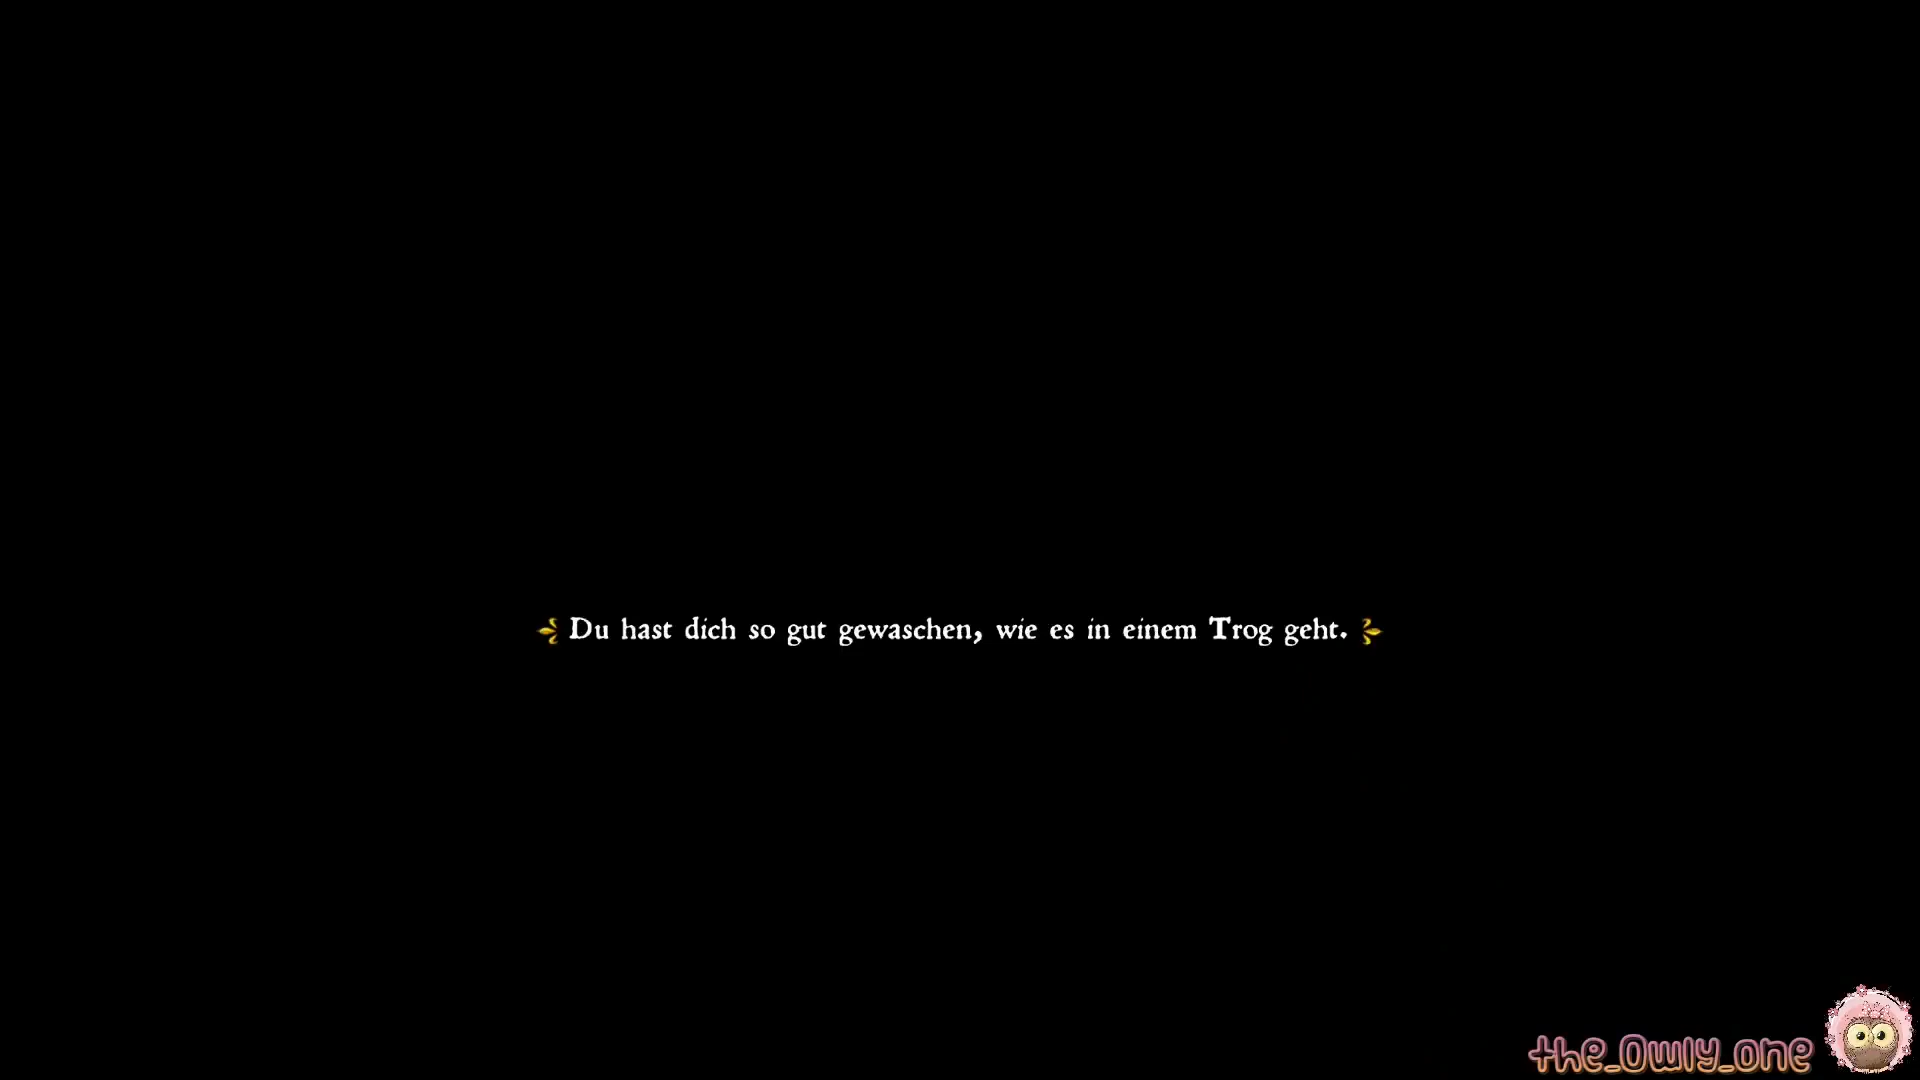 Du hast dich so gut gewaschen, wie es in einem Trog geht.
the_Owly_one